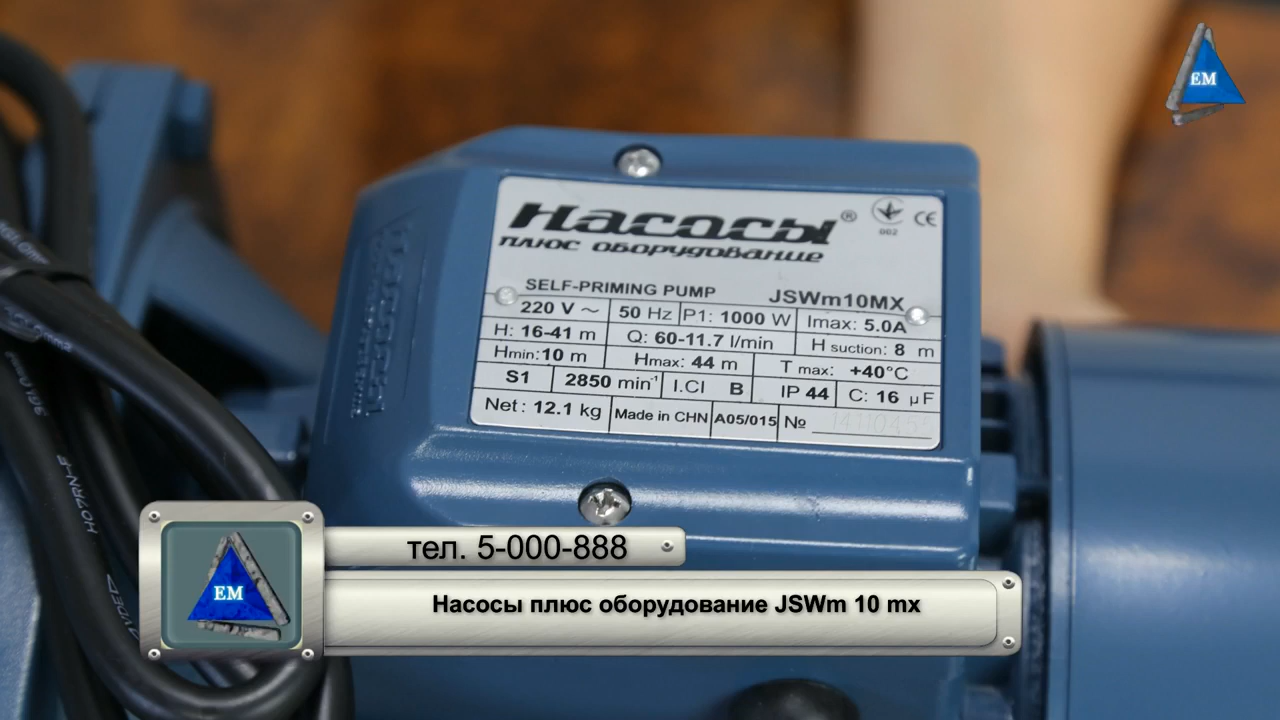 EM
Насосы®
002
плюс оборудование
SELF-PRIMING PUMP JSWm10MX
220 V ~ 50 Hz P1: 1000 W Imax: 5.0A
H: 16-41 m Q: 60-11.7 l/min H suction: 8 m
Hmin: 10 m Hmax: 44 m T max: +40°C
S1 2850 min⁻¹ I.Cl B IP 44 C: 16 µF
Net: 12.1 kg Made in CHN A05/015 №
тел. 5-000-888
EM
Насосы плюс оборудование JSWm 10 mx